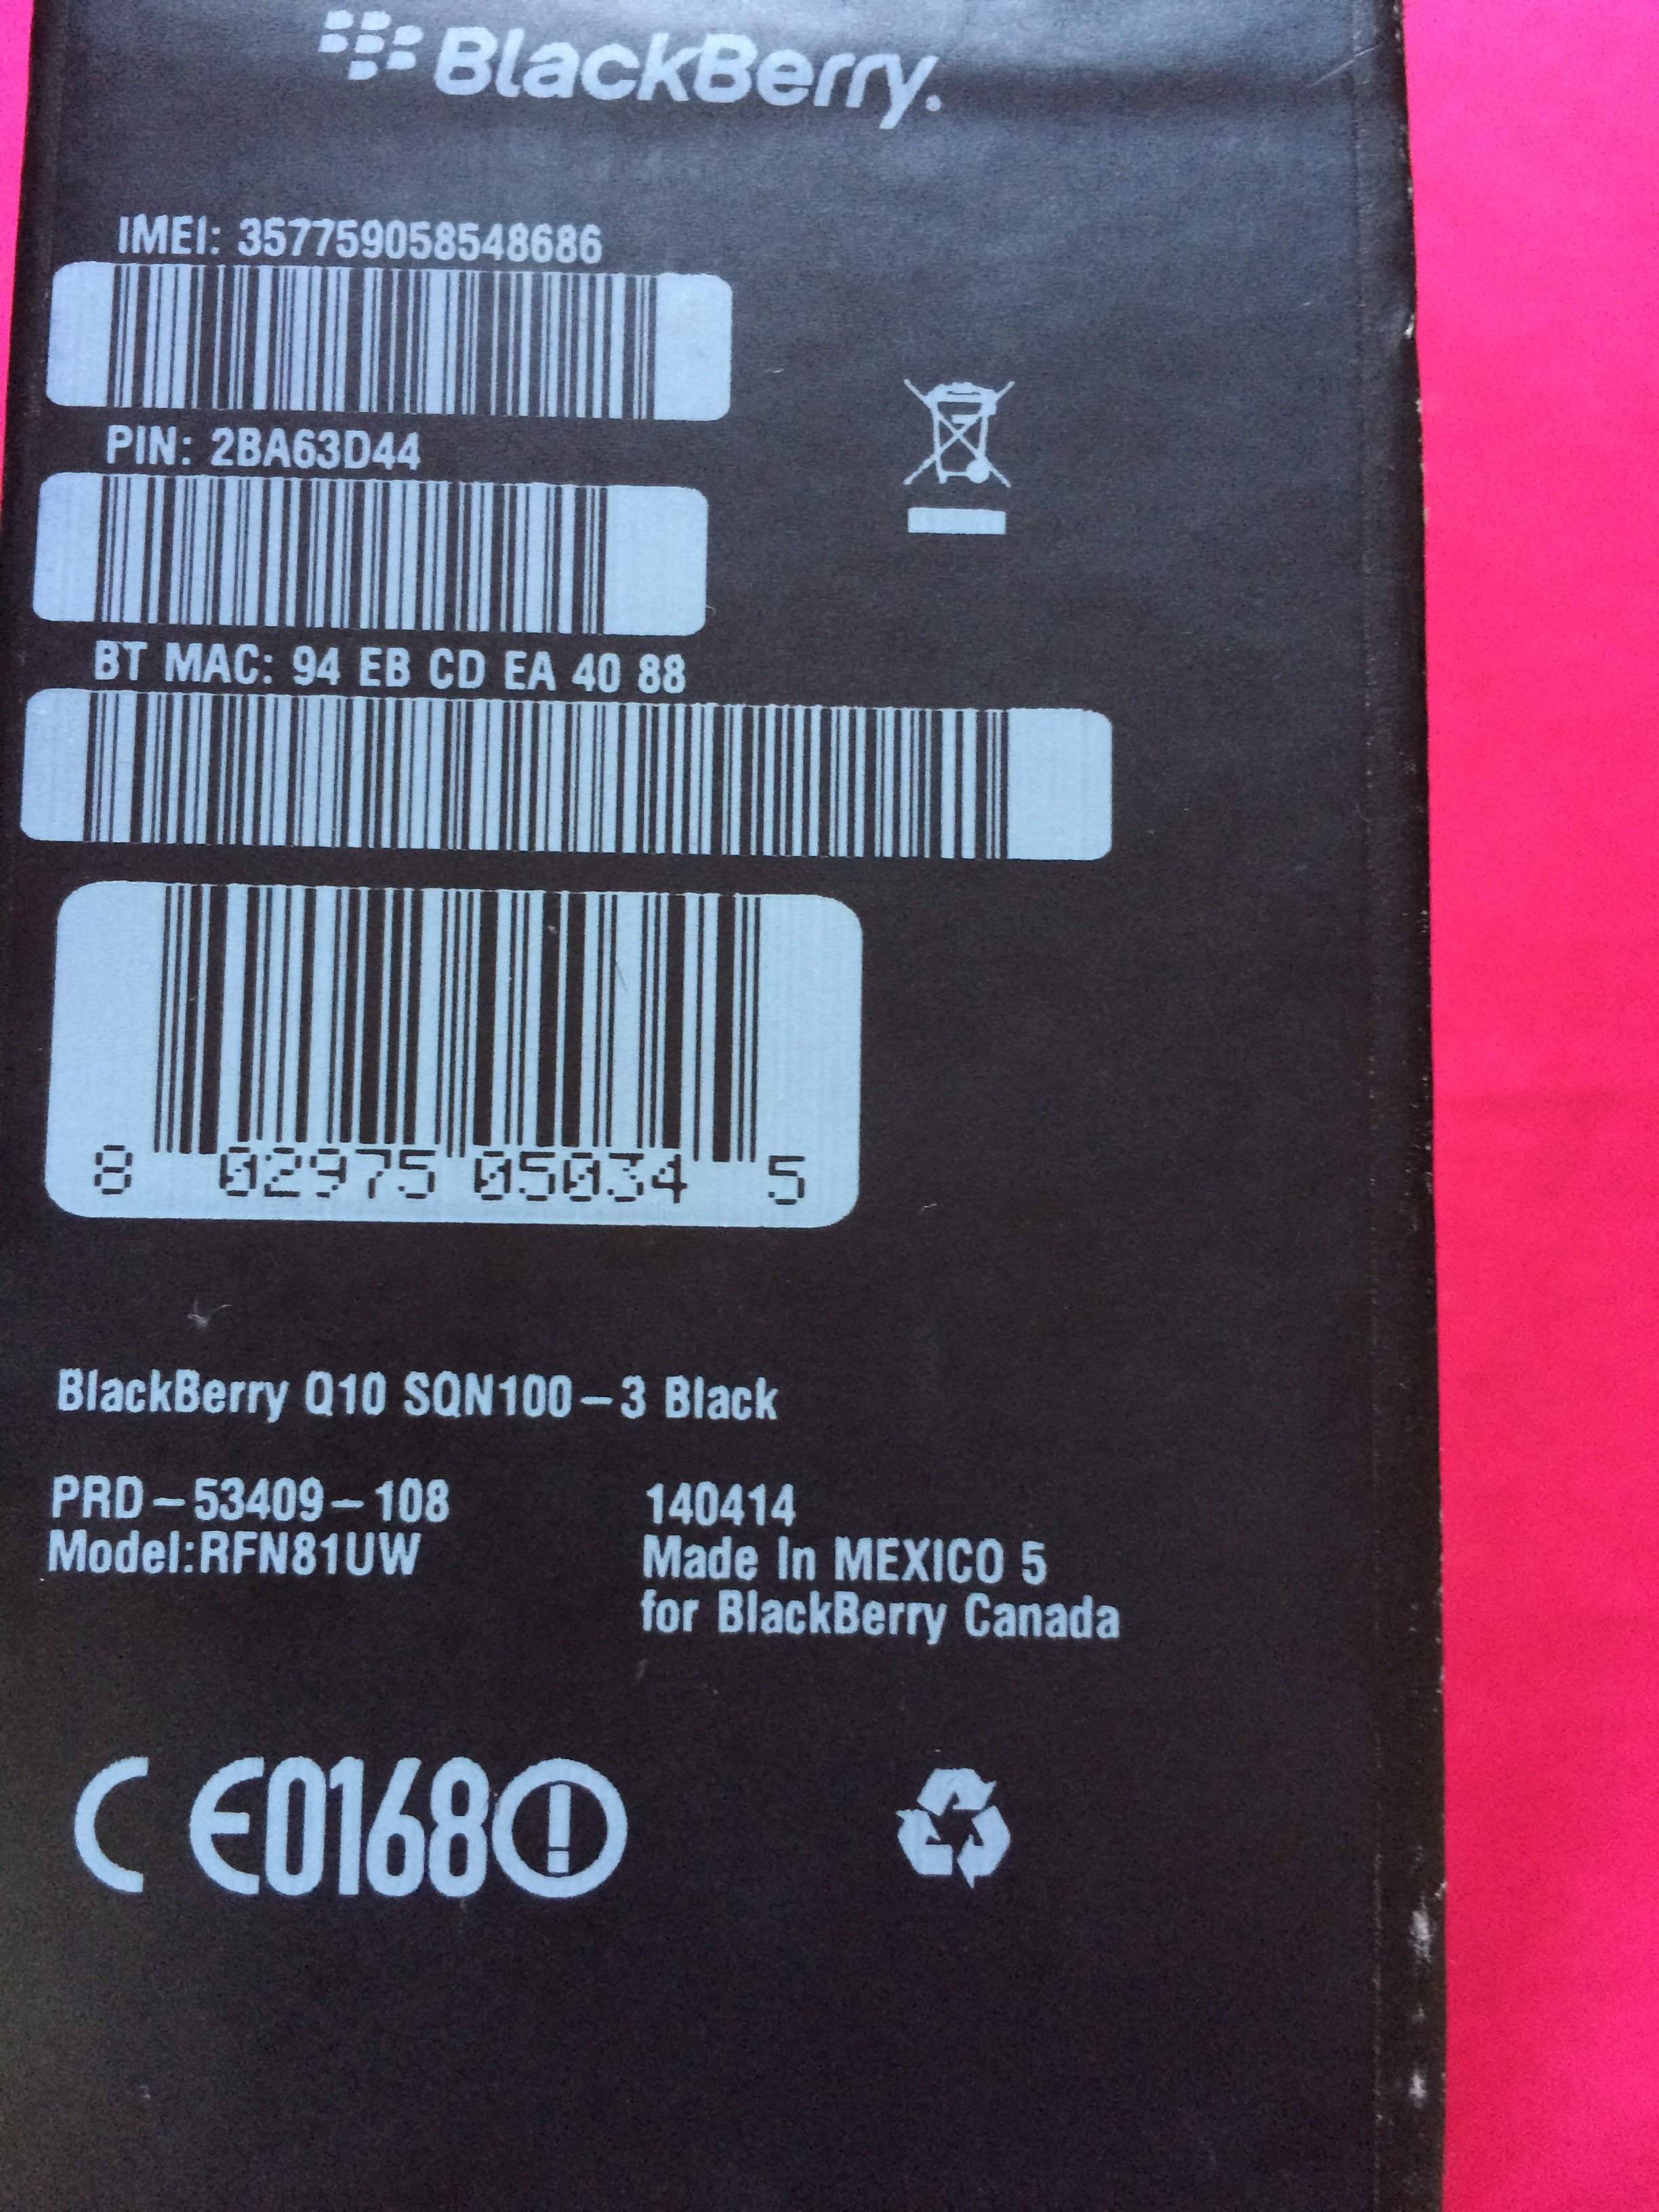 BlackBerry.
IMEI: 357759058548686
PIN: 2BA63D44
BT MAC: 94 EB CD EA 40 88
8 02975 05034 5
BlackBerry Q10 SQN100-3 Black
PRD-53409-108
Model:RFN81UW
140414
Made In MEXICO 5
for BlackBerry Canada
CE0168